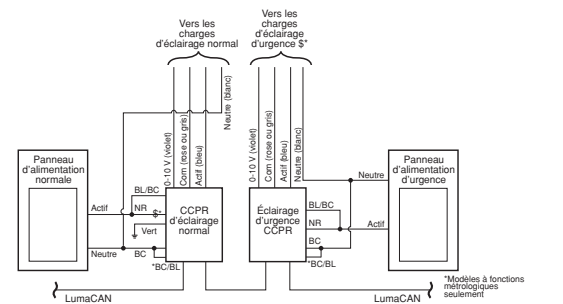 Vers les
charges
d'éclairage normal
Vers les
charges
d'éclairage
d'urgence $*
0-10 V (violet)
Com (rose ou gris)
Actif (bleu)
Neutre (blanc)
0-10 V (violet)
Com (rose ou gris)
Actif (bleu)
Neutre (blanc)
Panneau
d'alimentation
normale
Actif
Neutre
BL/BC
NR
$*
Vert
BC
*BC/BL
CCPR
d'éclairage
normal
Éclairage
d'urgence
CCPR
BL/BC
NR
BC
*BC/BL
Neutre
Actif
Panneau
d'alimentation
d'urgence
LumaCAN
LumaCAN
*Modèles à fonctions
métrologiques
seulement